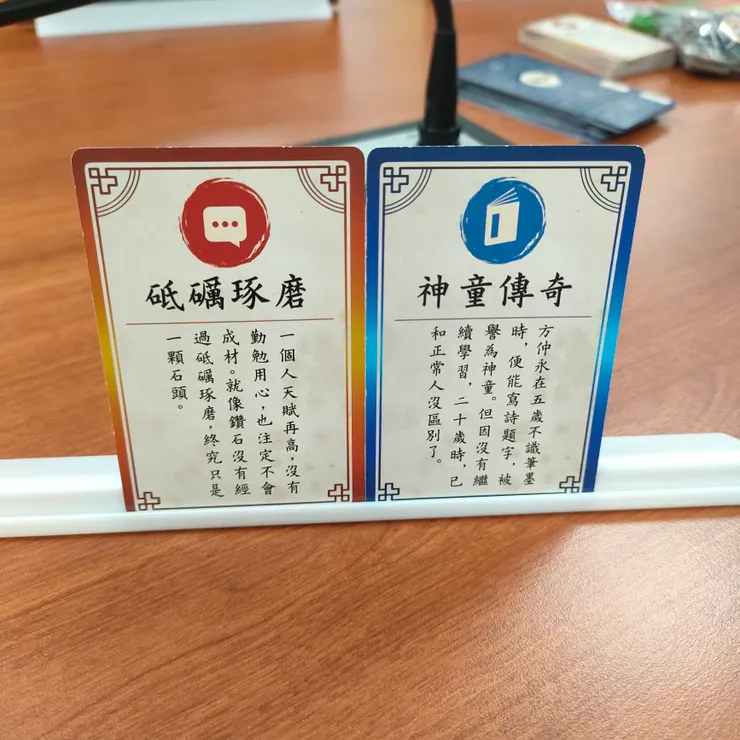 砥礪琢磨
一個人天賦再高，沒有
勤勉用心，也注定不會
成材。就像鑽石沒有經
過砥礪琢磨，終究只是
一顆石頭。
神童傳奇
方仲永在五歲不識筆墨
時，便能寫詩題字，被
譽為神童。但因沒有繼
續學習，二十歲時，已
和正常人沒區別了。